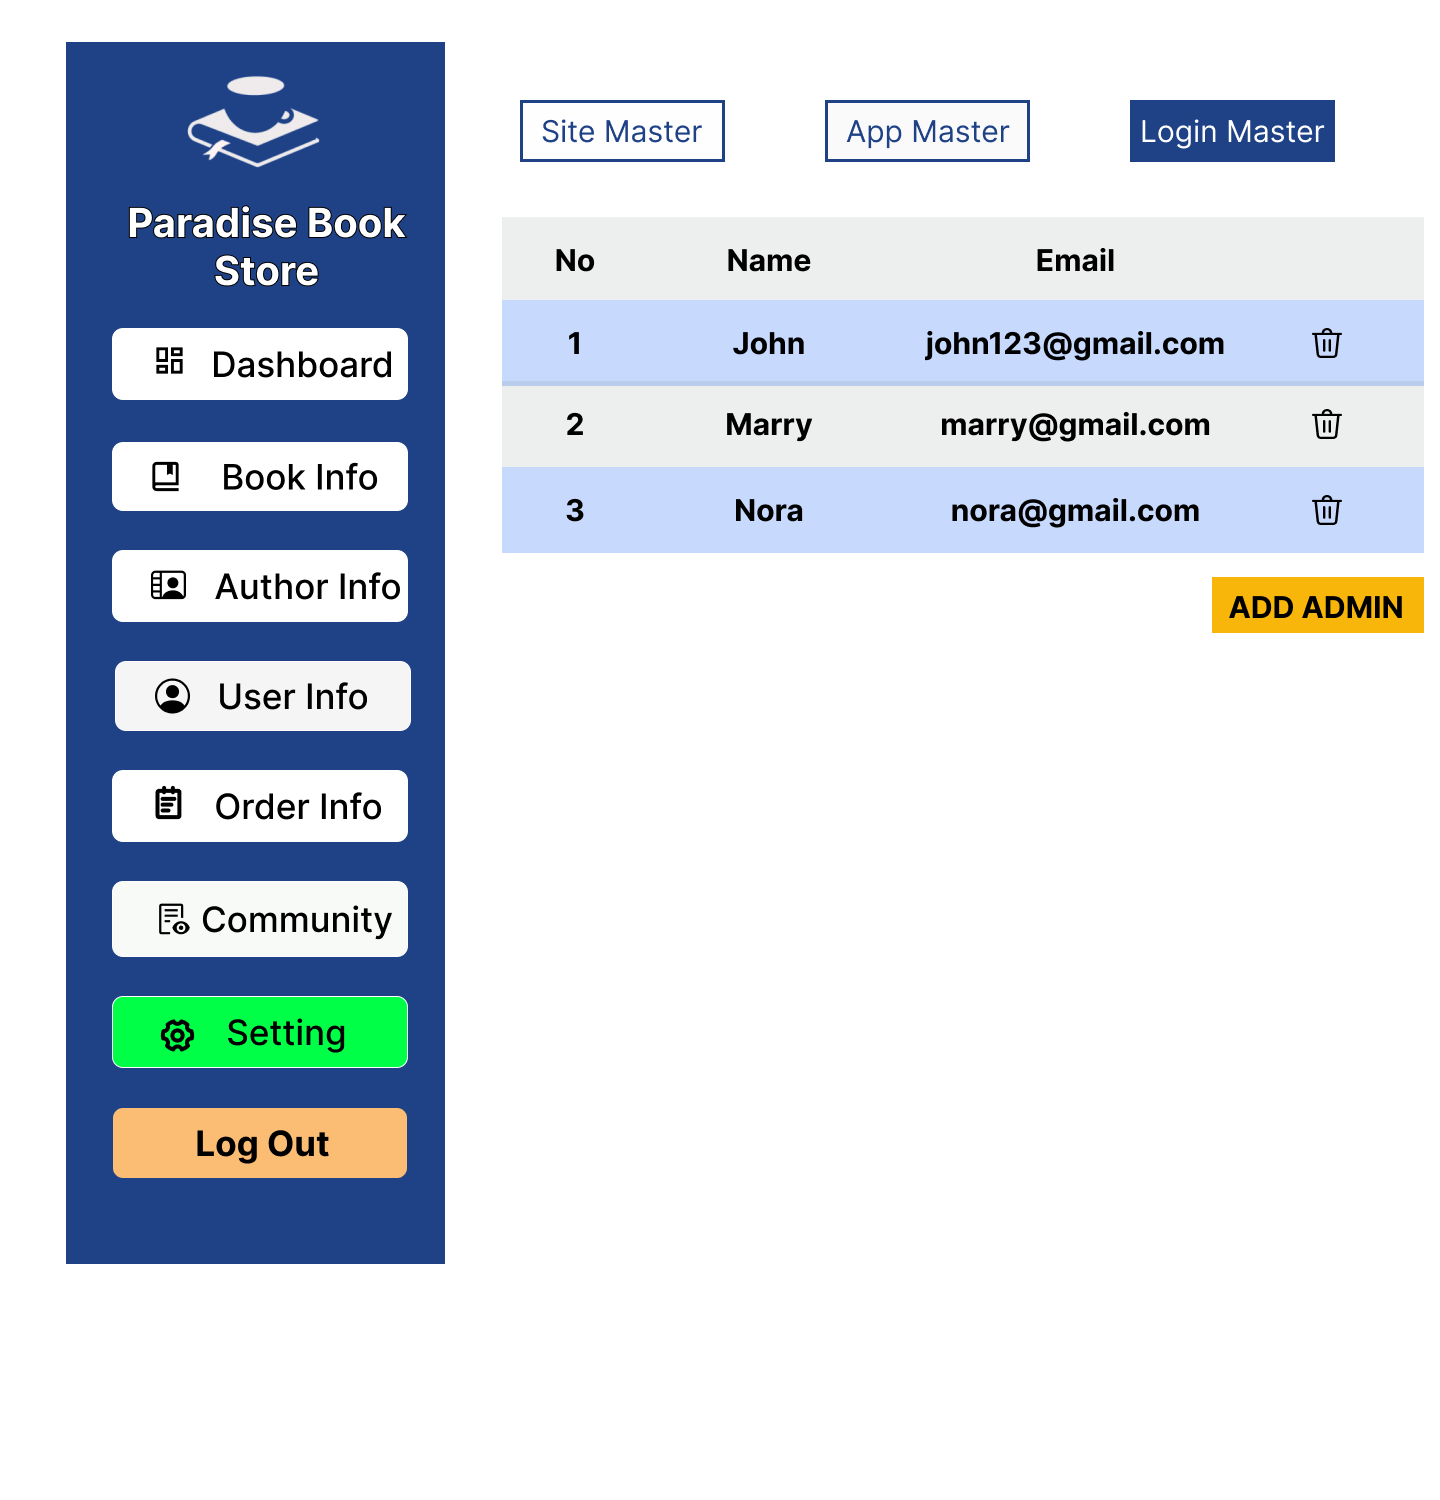 Paradise Book
Store
Dashboard
Book Info
Author Info
User Info
Order Info
Community
Setting
Log Out
Site Master App Master Login Master
No Name Email
1 John john123@gmail.com
2 Marry marry@gmail.com
3 Nora nora@gmail.com
ADD ADMIN